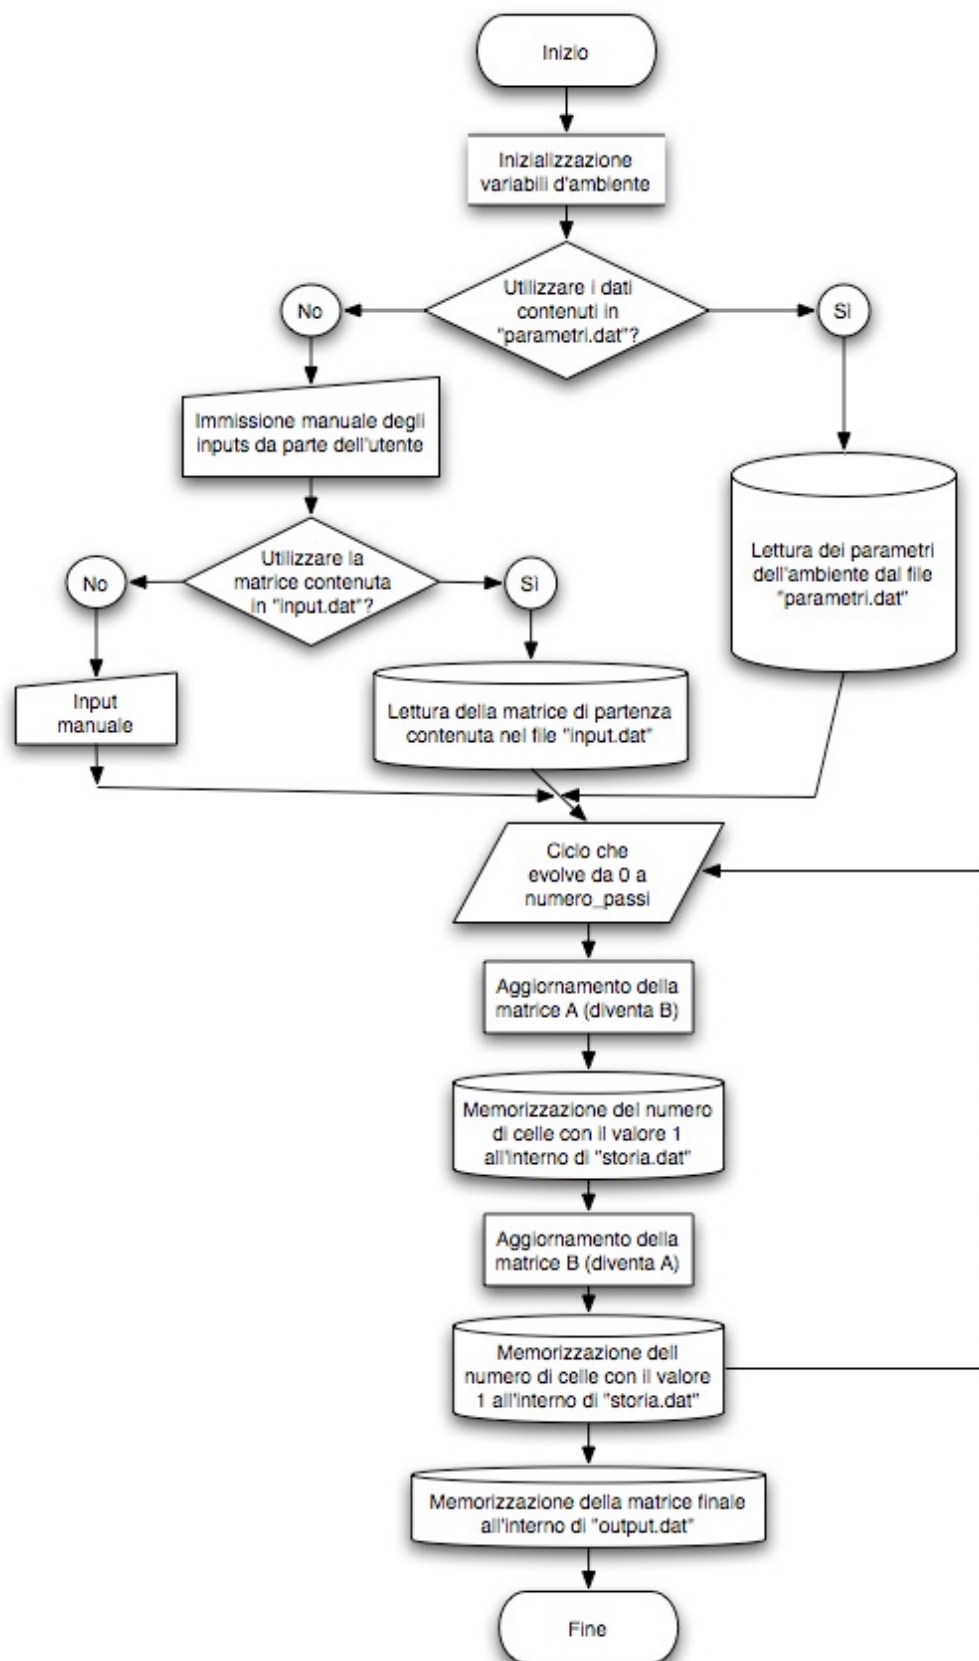 Inizio
Inizializzazione
variabili d'ambiente
Utilizzare i dati
contenuti in
"parametri.dat"?
No
Sì
Immissione manuale degli
inputs da parte dell'utente
Lettura dei parametri
dell'ambiente dal file
"parametri.dat"
Utilizzare la
matrice contenuta
in "input.dat"?
No
Sì
Input
manuale
Lettura della matrice di partenza
contenuta nel file "input.dat"
Ciclo che
evolve da 0 a
numero_passi
Aggiornamento della
matrice A (diventa B)
Memorizzazione del numero
di celle con il valore 1
all'interno di "storia.dat"
Aggiornamento della
matrice B (diventa A)
Memorizzazione dell
numero di celle con il valore
1 all'interno di "storia.dat"
Memorizzazione della matrice finale
all'interno di "output.dat"
Fine